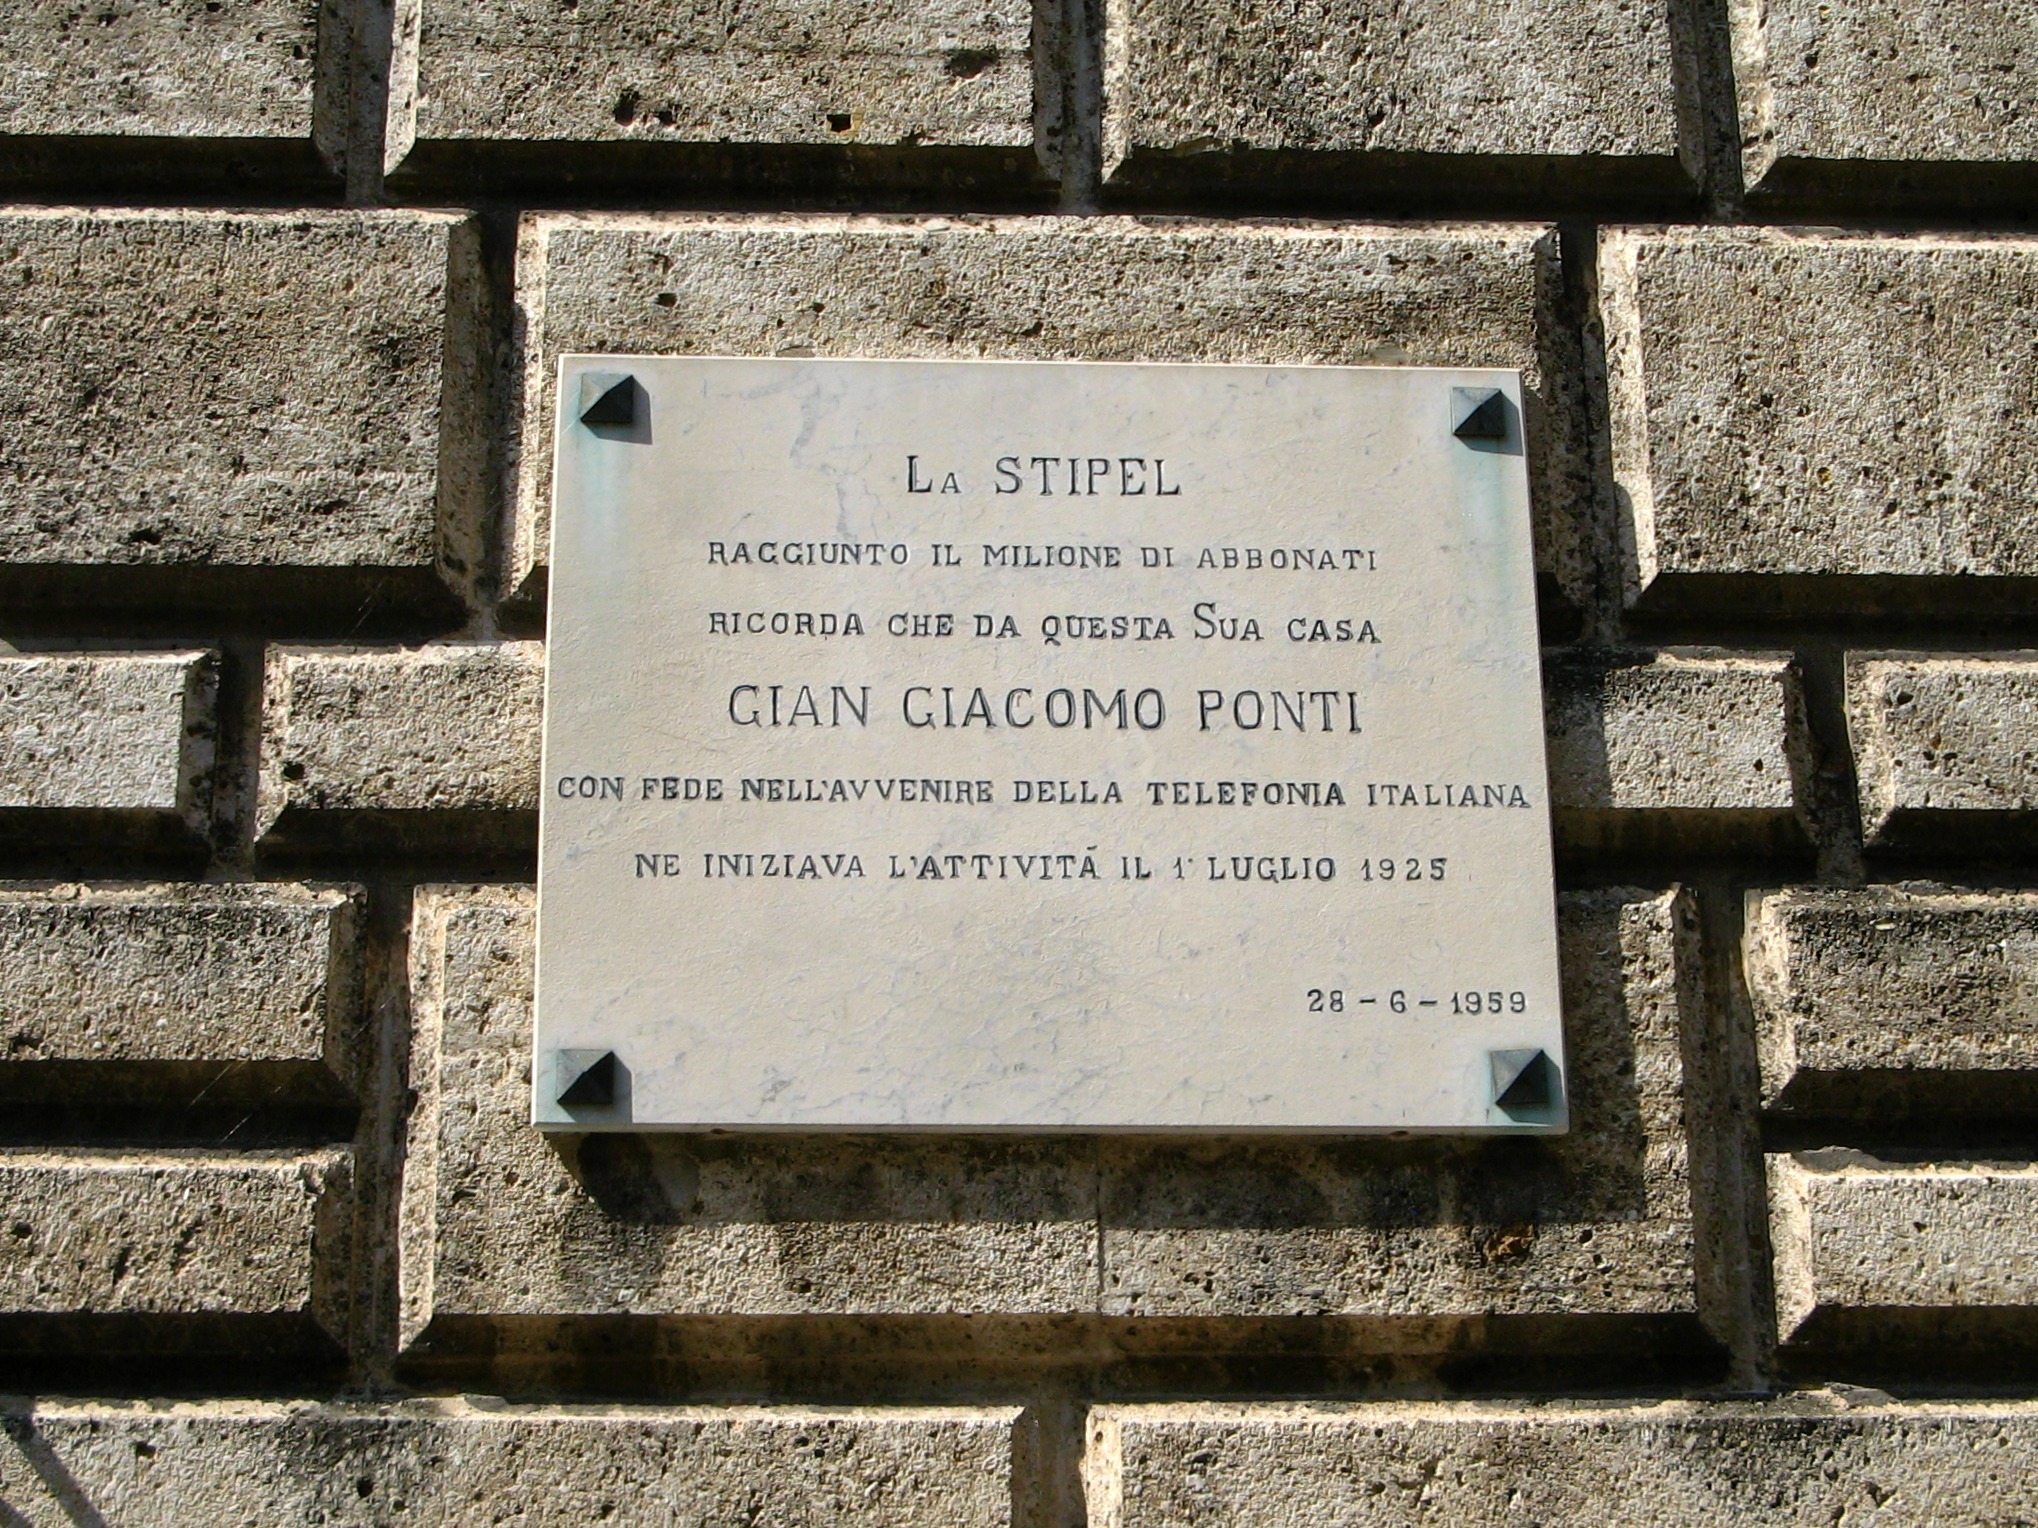 La STIPEL
RAGGIUNTO IL MILIONE DI ABBONATI
RICORDA CHE DA QUESTA SUA CASA
GIAN GIACOMO PONTI
CON FEDE NELL'AVVENIRE DELLA TELEFONIA ITALIANA
NE INIZIAVA L'ATTIVITÀ IL 1° LUGLIO 1925
28-6-1959